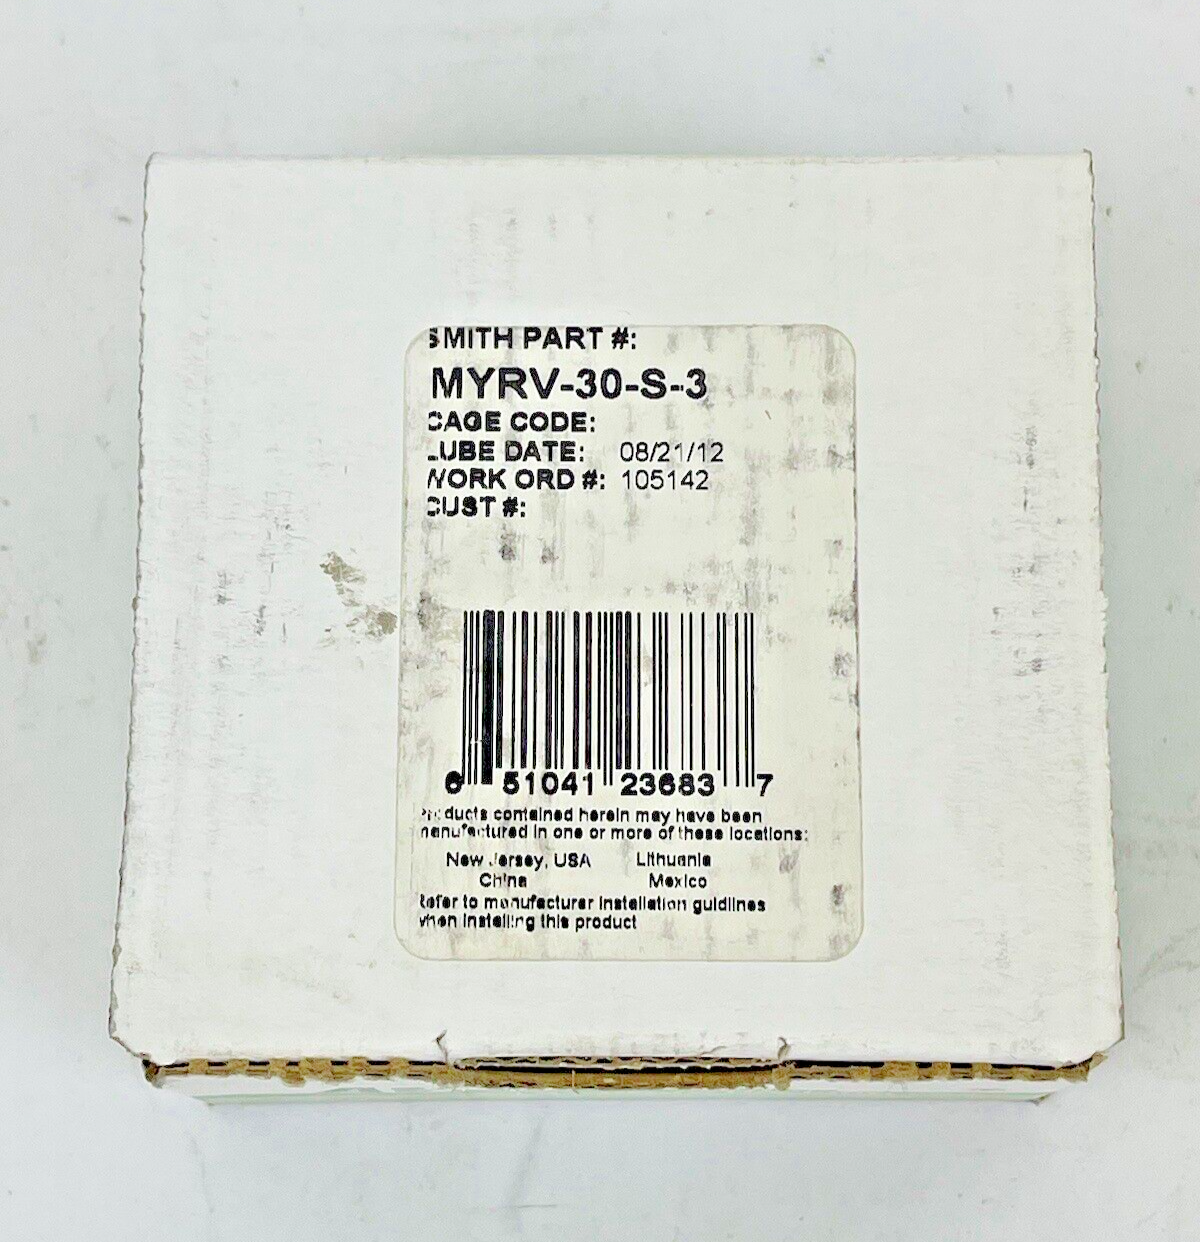 SMITH PART #:
MYRV-30-S-3
CAGE CODE:
LUBE DATE: 08/21/12
WORK ORD #: 105142
CUST #:
6 51041 23683 7
Products contained herein may have been
manufactured in one or more of these locations:
New Jersey, USA Lithuania
China Mexico
Refer to manufacturer installation guidlines
when installing this product